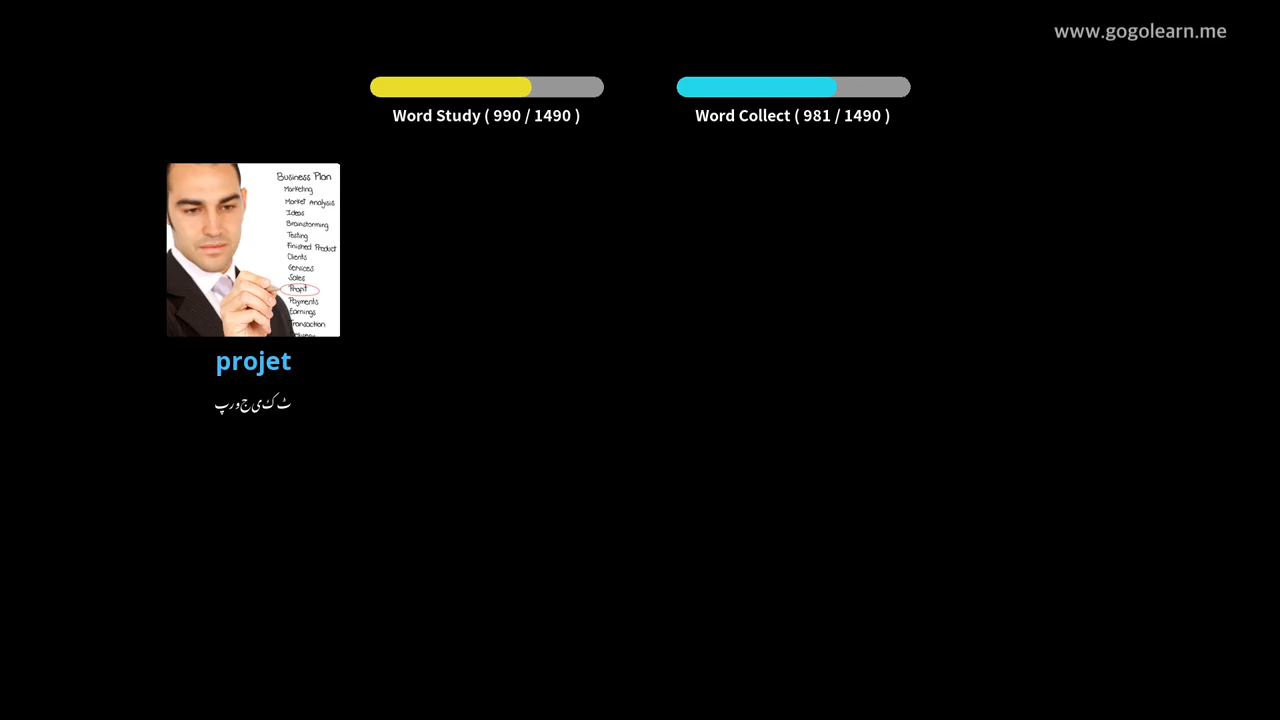 www.gogolearn.me
Word Study ( 990 / 1490 )
Word Collect ( 981 / 1490 )
Business Plan
Marketing
Market Analysis
Ideas
Brainstorming
Testing
Finished Product
Clients
Services
Sales
Profit
Payments
Earnings
Transaction
projet
پروجیکٹ